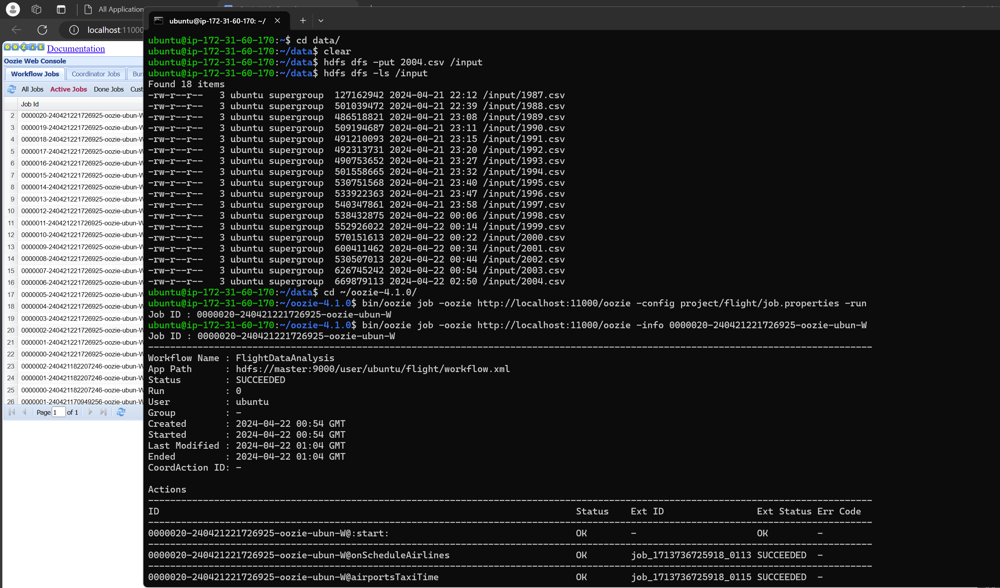 All Application
localhost:11000
OOZIE Documentation
Oozie Web Console
Workflow Jobs Coordinator Jobs Bun
All Jobs Active Jobs Done Jobs Cust
Job Id
2 0000020-240421221726925-oozie-ubun-W
3 0000019-240421221726925-oozie-ubun-W
4 0000018-240421221726925-oozie-ubun-W
5 0000017-240421221726925-oozie-ubun-W
6 0000016-240421221726925-oozie-ubun-W
7 0000015-240421221726925-oozie-ubun-W
8 0000014-240421221726925-oozie-ubun-W
9 0000013-240421221726925-oozie-ubun-W
10 0000012-240421221726925-oozie-ubun-W
11 0000011-240421221726925-oozie-ubun-W
12 0000010-240421221726925-oozie-ubun-W
13 0000009-240421221726925-oozie-ubun-W
14 0000008-240421221726925-oozie-ubun-W
15 0000007-240421221726925-oozie-ubun-W
16 0000006-240421221726925-oozie-ubun-W
17 0000005-240421221726925-oozie-ubun-W
18 0000004-240421221726925-oozie-ubun-W
19 0000003-240421221726925-oozie-ubun-W
20 0000002-240421221726925-oozie-ubun-W
21 0000001-240421221726925-oozie-ubun-W
22 0000000-240421221726925-oozie-ubun-W
23 0000002-240421182207246-oozie-ubun-W
24 0000001-240421182207246-oozie-ubun-W
25 0000000-240421182207246-oozie-ubun-W
26 0000001-240421170949256-oozie-ubun-W
Page 1 of 1
ubuntu@ip-172-31-60-170: ~/
ubuntu@ip-172-31-60-170:~$ cd data/
ubuntu@ip-172-31-60-170:~/data$ clear
ubuntu@ip-172-31-60-170:~/data$ hdfs dfs -put 2004.csv /input
ubuntu@ip-172-31-60-170:~/data$ hdfs dfs -ls /input
Found 18 items
-rw-r--r--   3 ubuntu supergroup  127162942 2024-04-21 22:12 /input/1987.csv
-rw-r--r--   3 ubuntu supergroup  501039472 2024-04-21 22:39 /input/1988.csv
-rw-r--r--   3 ubuntu supergroup  486518821 2024-04-21 23:08 /input/1989.csv
-rw-r--r--   3 ubuntu supergroup  509194687 2024-04-21 23:11 /input/1990.csv
-rw-r--r--   3 ubuntu supergroup  491210093 2024-04-21 23:15 /input/1991.csv
-rw-r--r--   3 ubuntu supergroup  492313731 2024-04-21 23:20 /input/1992.csv
-rw-r--r--   3 ubuntu supergroup  490753652 2024-04-21 23:27 /input/1993.csv
-rw-r--r--   3 ubuntu supergroup  501558665 2024-04-21 23:32 /input/1994.csv
-rw-r--r--   3 ubuntu supergroup  530751568 2024-04-21 23:40 /input/1995.csv
-rw-r--r--   3 ubuntu supergroup  533922363 2024-04-21 23:47 /input/1996.csv
-rw-r--r--   3 ubuntu supergroup  540347861 2024-04-21 23:58 /input/1997.csv
-rw-r--r--   3 ubuntu supergroup  538432875 2024-04-22 00:06 /input/1998.csv
-rw-r--r--   3 ubuntu supergroup  552926022 2024-04-22 00:14 /input/1999.csv
-rw-r--r--   3 ubuntu supergroup  570151613 2024-04-22 00:22 /input/2000.csv
-rw-r--r--   3 ubuntu supergroup  600411462 2024-04-22 00:34 /input/2001.csv
-rw-r--r--   3 ubuntu supergroup  530507013 2024-04-22 00:44 /input/2002.csv
-rw-r--r--   3 ubuntu supergroup  626745242 2024-04-22 00:54 /input/2003.csv
-rw-r--r--   3 ubuntu supergroup  669879113 2024-04-22 02:50 /input/2004.csv
ubuntu@ip-172-31-60-170:~/data$ cd ~/oozie-4.1.0/
ubuntu@ip-172-31-60-170:~/oozie-4.1.0$ bin/oozie job -oozie http://localhost:11000/oozie -config project/flight/job.properties -run
Job ID : 0000020-240421221726925-oozie-ubun-W
ubuntu@ip-172-31-60-170:~/oozie-4.1.0$ bin/oozie job -oozie http://localhost:11000/oozie -info 0000020-240421221726925-oozie-ubun-W
Job ID : 0000020-240421221726925-oozie-ubun-W
------------------------------------------------------------------------------------------------------------------------------------
Workflow Name : FlightDataAnalysis
App Path      : hdfs://master:9000/user/ubuntu/flight/workflow.xml
Status        : SUCCEEDED
Run           : 0
User          : ubuntu
Group         : -
Created       : 2024-04-22 00:54 GMT
Started       : 2024-04-22 00:54 GMT
Last Modified : 2024-04-22 01:04 GMT
Ended         : 2024-04-22 01:04 GMT
CoordAction ID: -
Actions
------------------------------------------------------------------------------------------------------------------------------------
ID Status Ext ID Ext Status Err Code
------------------------------------------------------------------------------------------------------------------------------------
0000020-240421221726925-oozie-ubun-W@:start: OK - OK -
------------------------------------------------------------------------------------------------------------------------------------
0000020-240421221726925-oozie-ubun-W@onScheduleAirlines OK job_1713736725918_0113 SUCCEEDED -
------------------------------------------------------------------------------------------------------------------------------------
0000020-240421221726925-oozie-ubun-W@airportsTaxiTime OK job_1713736725918_0115 SUCCEEDED -